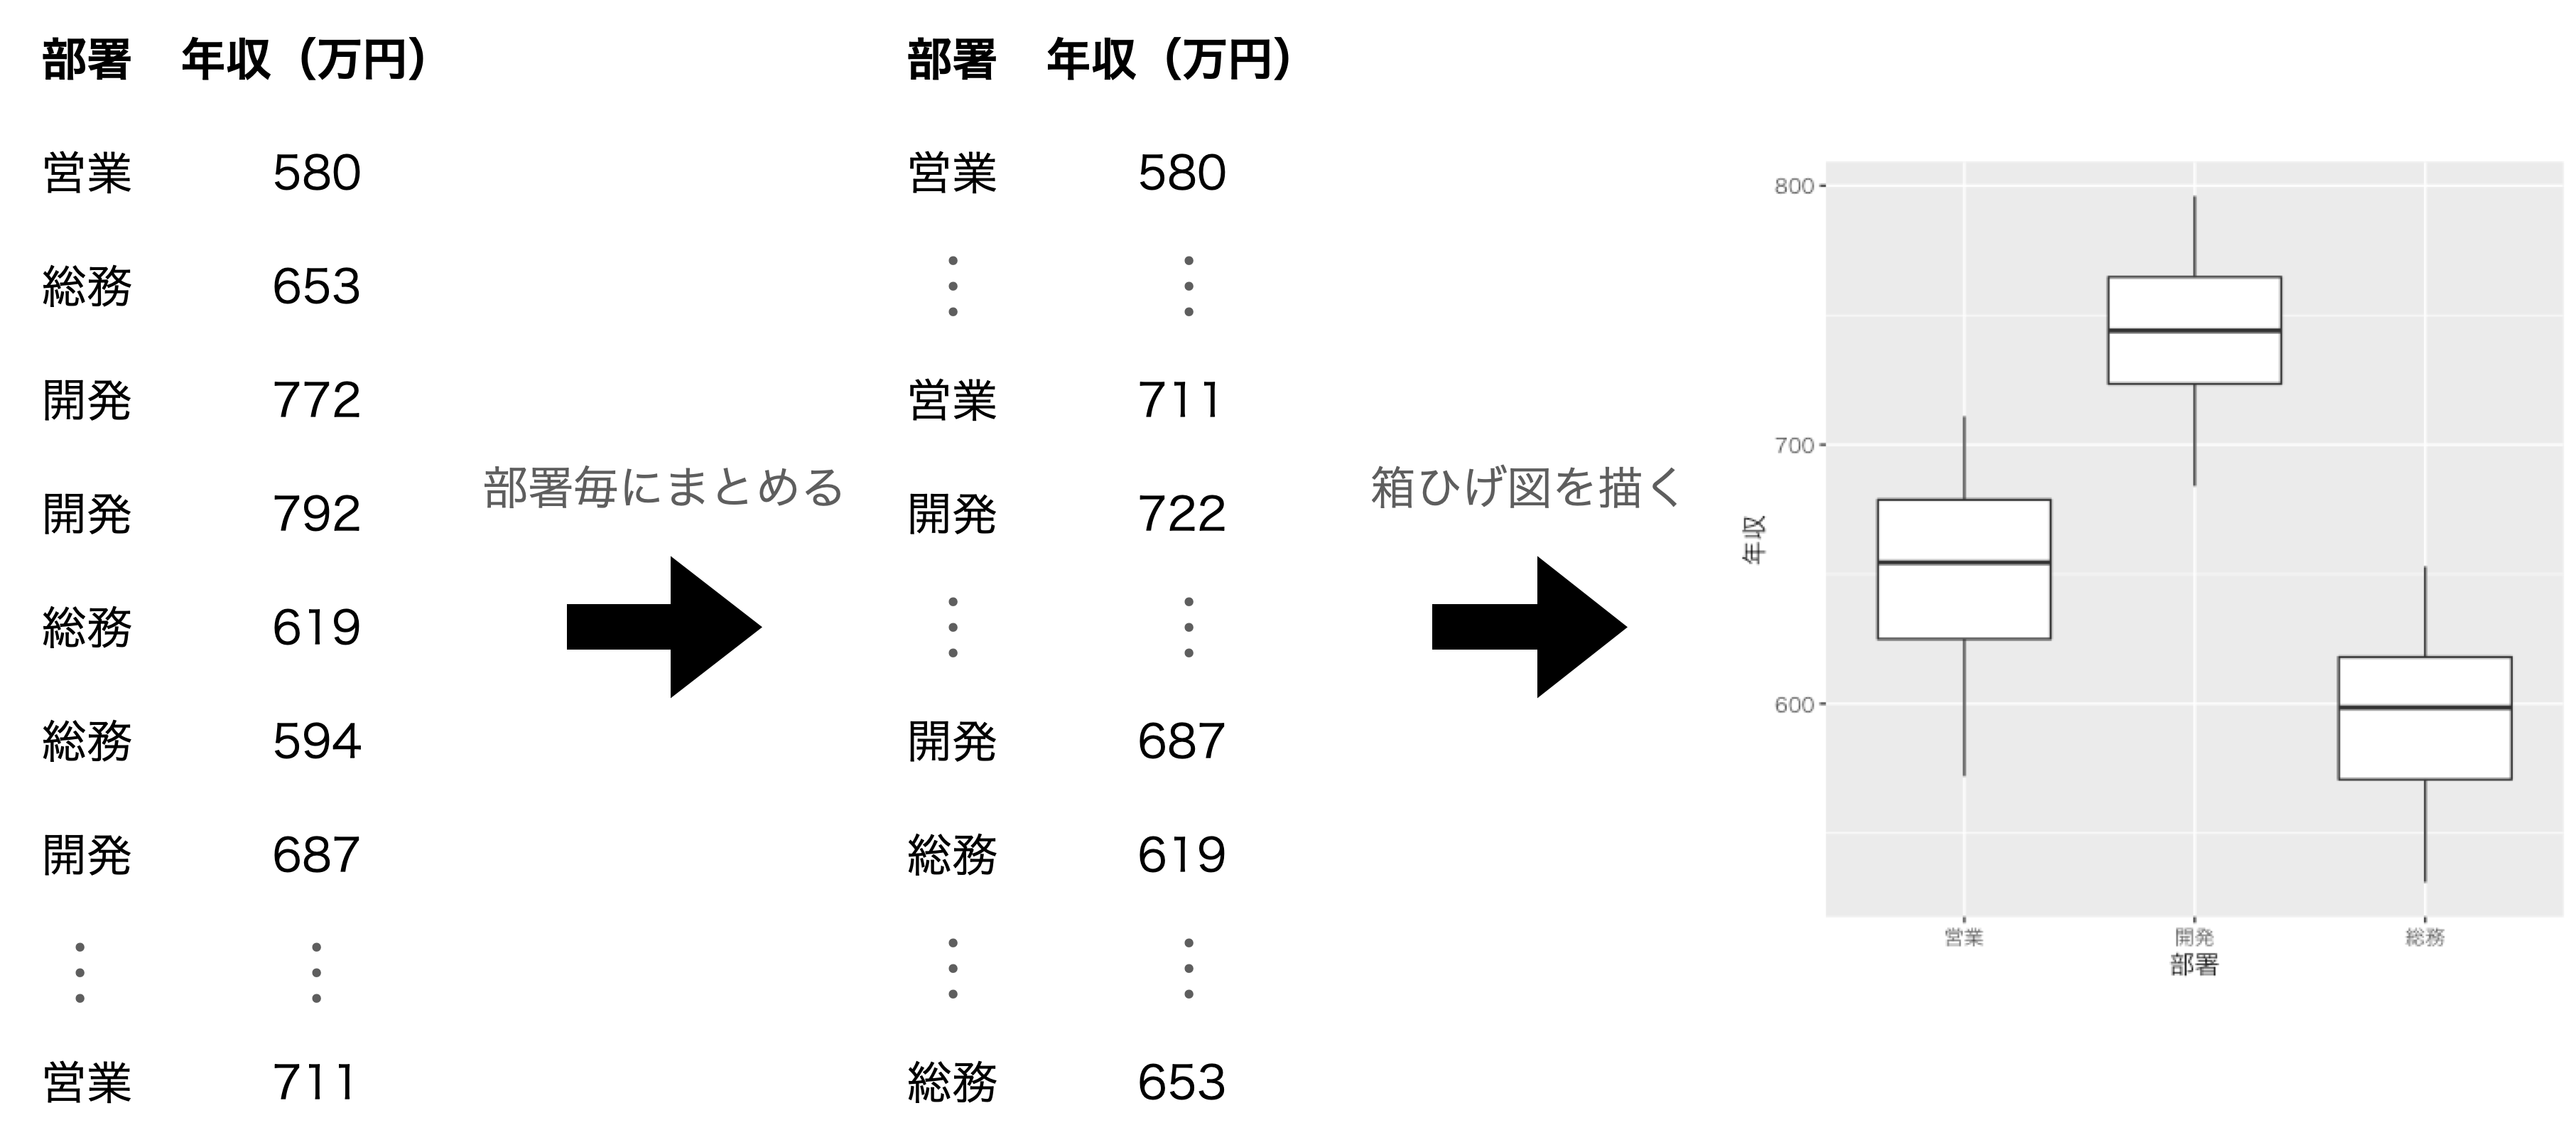 部署 年収（万円）
営業 580
総務 653
開発 772
開発 792
総務 619
総務 594
開発 687
⋮ ⋮
営業 711
部署毎にまとめる
部署 年収（万円）
営業 580
⋮ ⋮
営業 711
開発 722
⋮ ⋮
開発 687
総務 619
⋮ ⋮
総務 653
箱ひげ図を描く
800
700
600
年収
営業 開発 総務
部署